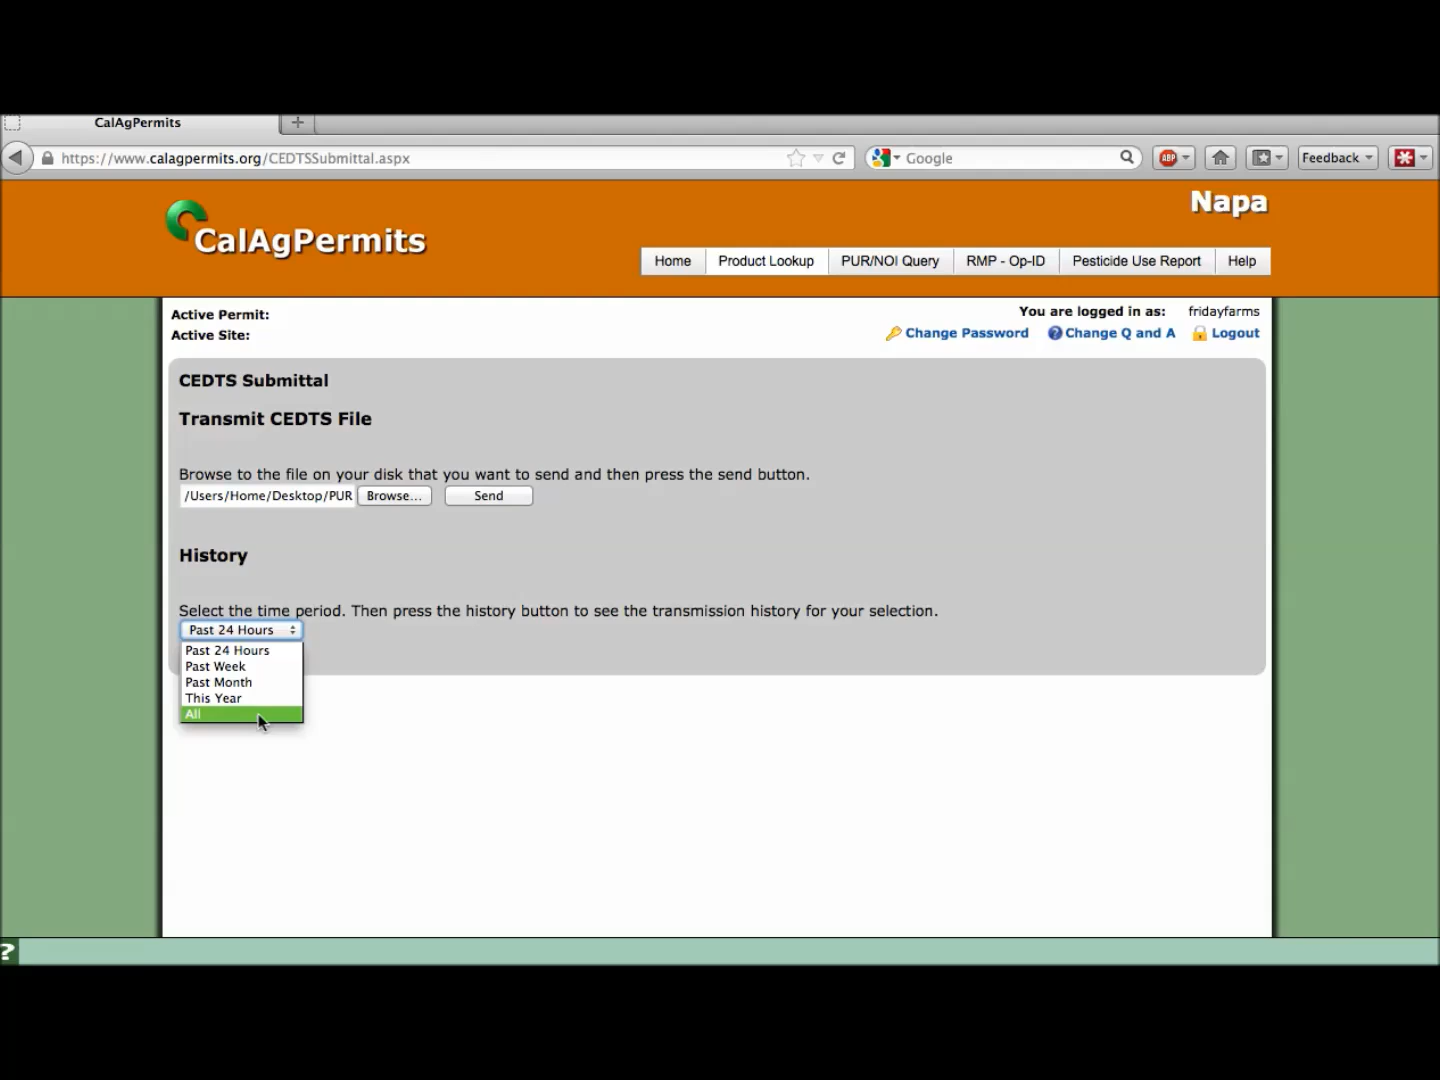 CalAgPermits
https://www.calagpermits.org/CEDTSSubmittal.aspx
Google
ABP
Feedback
Napa
CalAgPermits
Home
Product Lookup
PUR/NOI Query
RMP - Op-ID
Pesticide Use Report
Help
Active Permit:
You are logged in as: fridayfarms
Active Site:
Change Password
? Change Q and A
Logout
CEDTS Submittal
Transmit CEDTS File
Browse to the file on your disk that you want to send and then press the send button.
/Users/Home/Desktop/PUR
Browse...
Send
History
Select the time period. Then press the history button to see the transmission history for your selection.
Past 24 Hours
Past 24 Hours
Past Week
Past Month
This Year
All
?